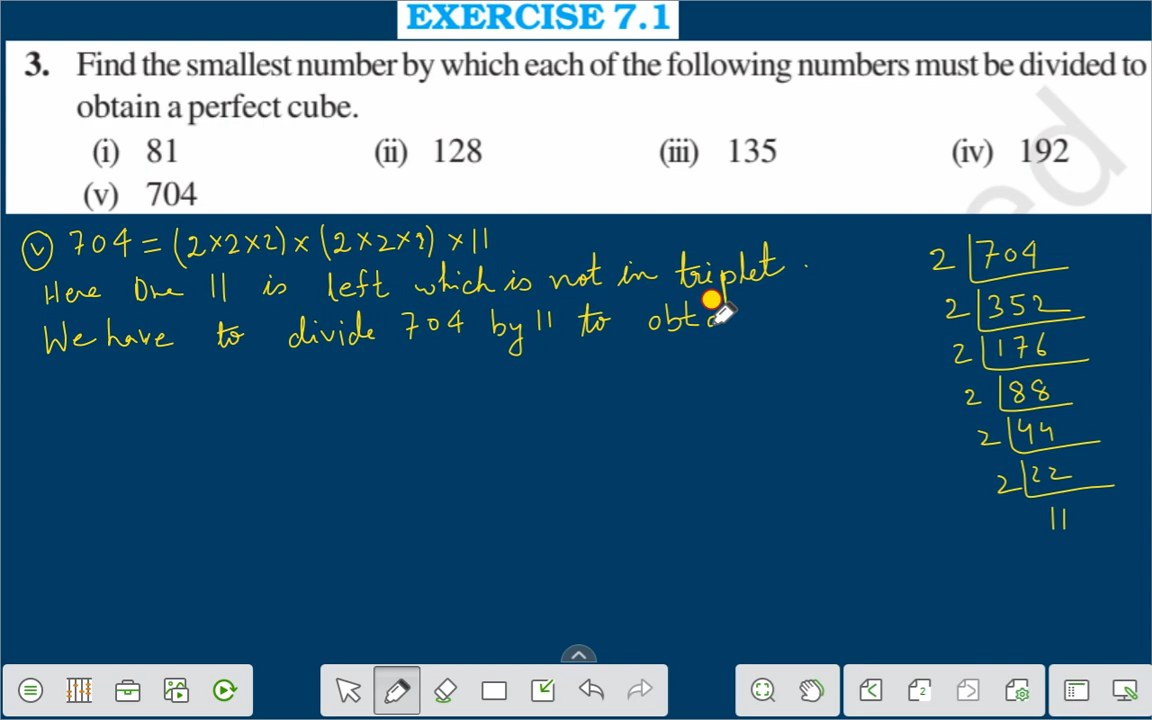 EXERCISE 7.1
3. Find the smallest number by which each of the following numbers must be divided to
obtain a perfect cube.
(i) 81 (ii) 128 (iii) 135 (iv) 192
(v) 704
(v) 704 = (2×2×2) × (2×2×2) × 11
Here One 11 is left which is not in triplet.
We have to divide 704 by 11 to obta
2 | 704
2 | 352
2 | 176
2 | 88
2 | 44
2 | 22
11
2